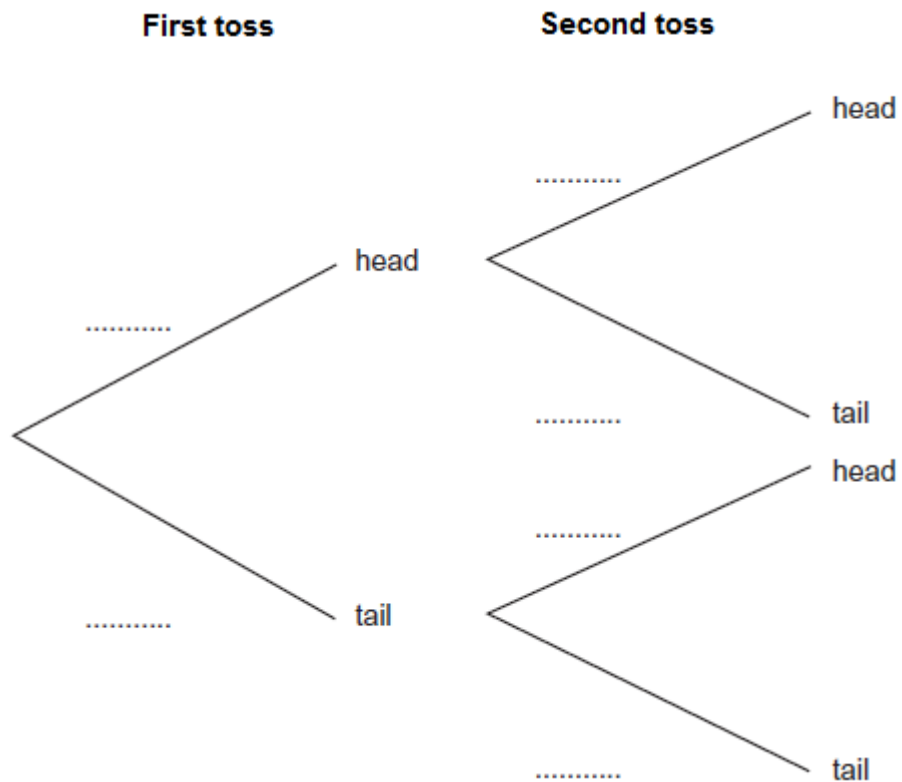 First toss Second toss
head
...........
head
...........
...........
tail
head
...........
tail
...........
...........
tail